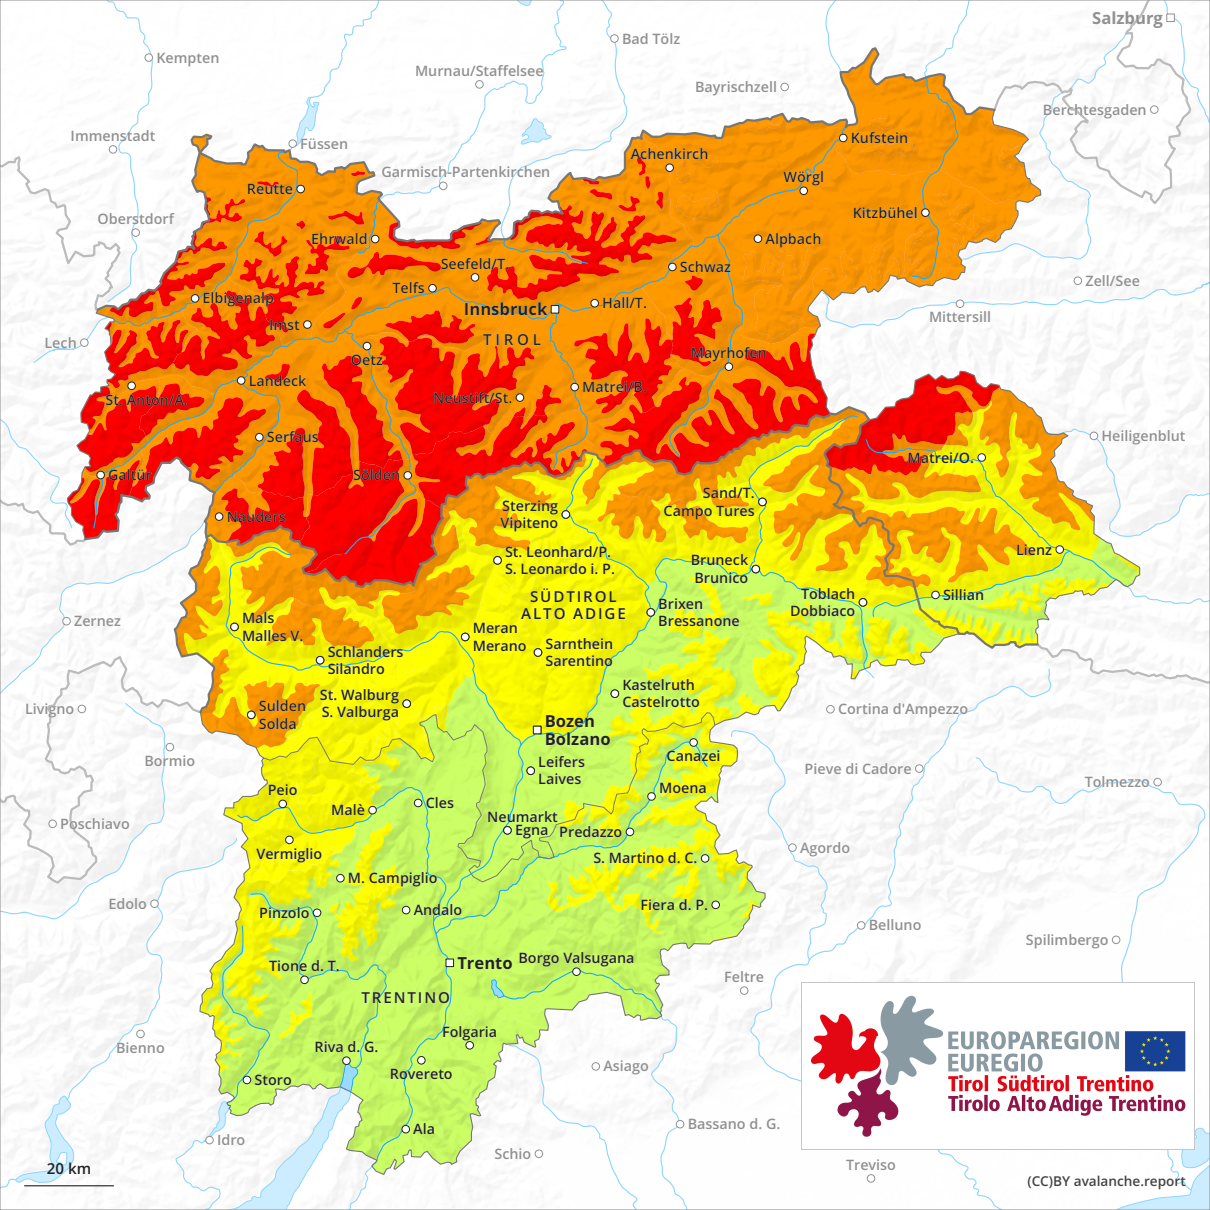 Salzburg
Bad Tölz
Kempten
Murnau/Staffelsee
Bayrischzell
Berchtesgaden
Immenstadt
Füssen
Kufstein
Achenkirch
Garmisch-Partenkirchen
Wörgl
Reutte
Oberstdorf
Kitzbühel
Ehrwald
Alpbach
Seefeld/T.
Schwaz
Zell/See
Telfs
Elbigenalp
Innsbruck
Hall/T.
Mittersill
Imst
TIROL
Lech
Oetz
Mayrhofen
Landeck
Matrei/B.
St. Anton/A.
Neustift/St.
Serfaus
Heiligenblut
Matrei/O.
Galtür
Sölden
Sand/T.
Campo Tures
Sterzing
Vipiteno
Nauders
St. Leonhard/P.
S. Leonardo i. P.
Lienz
Bruneck
Brunico
SÜDTIROL
ALTO ADIGE
Toblach
Dobbiaco
Sillian
Brixen
Bressanone
Zernez
Mals
Malles V.
Meran
Merano
Sarnthein
Sarentino
Schlanders
Silandro
Kastelruth
Castelrotto
St. Walburg
S. Valburga
Livigno
Sulden
Solda
Cortina d'Ampezzo
Bozen
Bolzano
Bormio
Canazei
Leifers
Laives
Pieve di Cadore
Tolmezzo
Peio
Moena
Malè
Cles
Neumarkt
Egna
Predazzo
Poschiavo
Vermiglio
S. Martino d. C.
Agordo
M. Campiglio
Edolo
Pinzolo
Andalo
Fiera d. P.
Belluno
Spilimbergo
Tione d. T.
Trento
Borgo Valsugana
Feltre
TRENTINO
Folgaria
Bienno
Riva d. G.
Rovereto
Asiago
Storo
EUROPAREGION
EUREGIO
Tirol Südtirol Trentino
Tirolo Alto Adige Trentino
Idro
Ala
Bassano d. G.
Schio
Treviso
20 km
(CC)BY avalanche.report